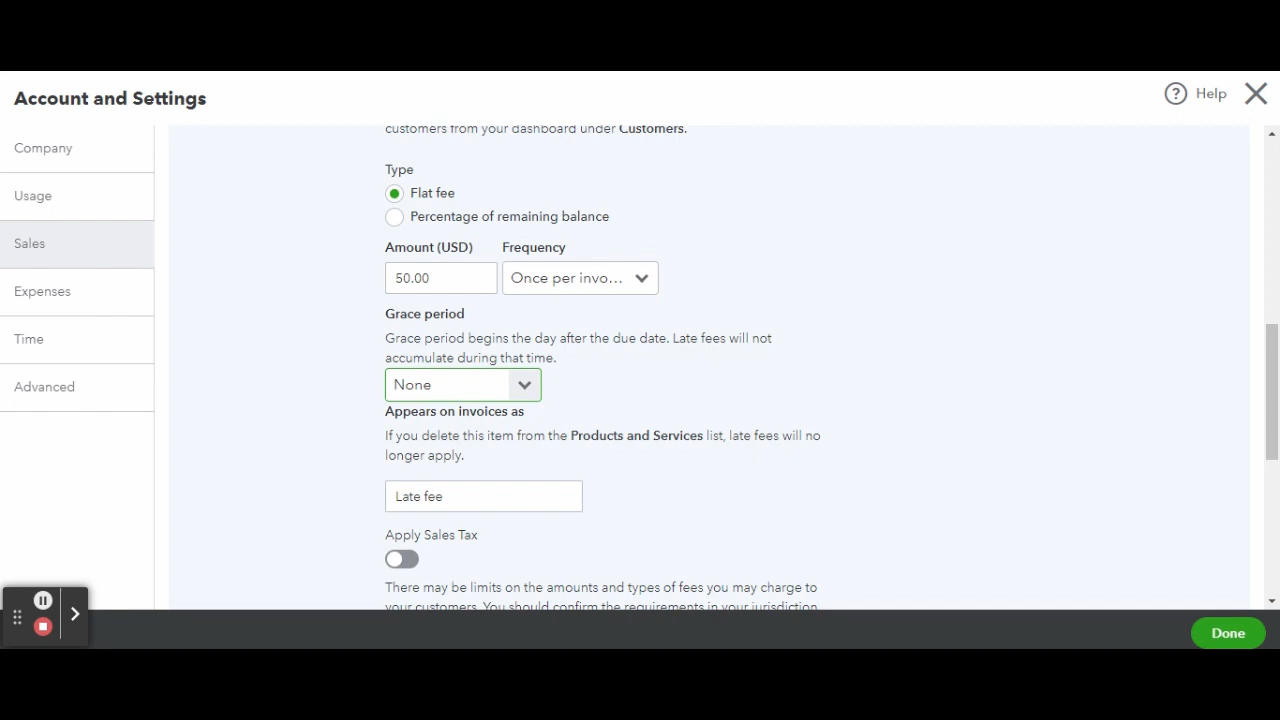 Account and Settings
? Help
Company
Usage
Sales
Expenses
Time
Advanced
customers from your dashboard under Customers.
Type
Flat fee
Percentage of remaining balance
Amount (USD) Frequency
50.00 Once per invo...
Grace period
Grace period begins the day after the due date. Late fees will not
accumulate during that time.
None
Appears on invoices as
If you delete this item from the Products and Services list, late fees will no
longer apply.
Late fee
Apply Sales Tax
There may be limits on the amounts and types of fees you may charge to
your customers. You should confirm the requirements in your jurisdiction
Done